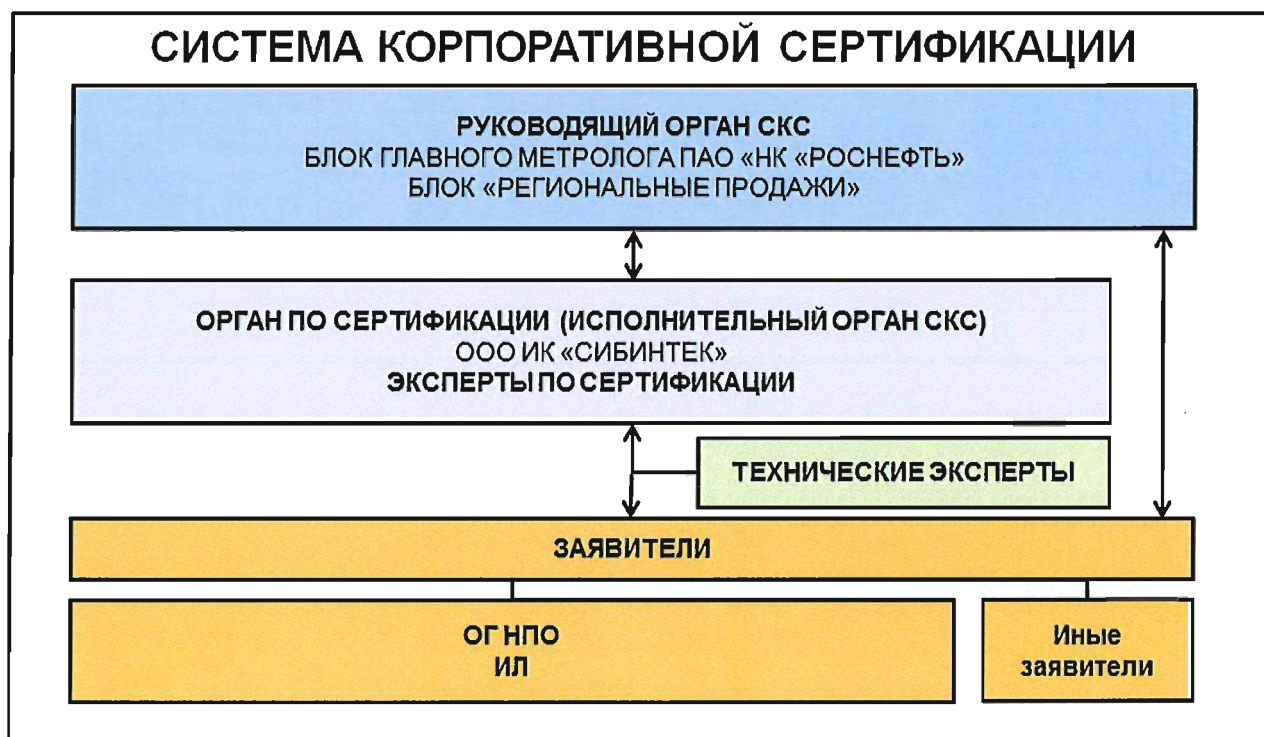 СИСТЕМА КОРПОРАТИВНОЙ СЕРТИФИКАЦИИ
РУКОВОДЯЩИЙ ОРГАН СКС
БЛОК ГЛАВНОГО МЕТРОЛОГА ПАО «НК «РОСНЕФТЬ»
БЛОК «РЕГИОНАЛЬНЫЕ ПРОДАЖИ»
ОРГАН ПО СЕРТИФИКАЦИИ (ИСПОЛНИТЕЛЬНЫЙ ОРГАН СКС)
ООО ИК «СИБИНТЕК»
ЭКСПЕРТЫ ПО СЕРТИФИКАЦИИ
ТЕХНИЧЕСКИЕ ЭКСПЕРТЫ
ЗАЯВИТЕЛИ
ОГ НПО
ИЛ
Иные
заявители